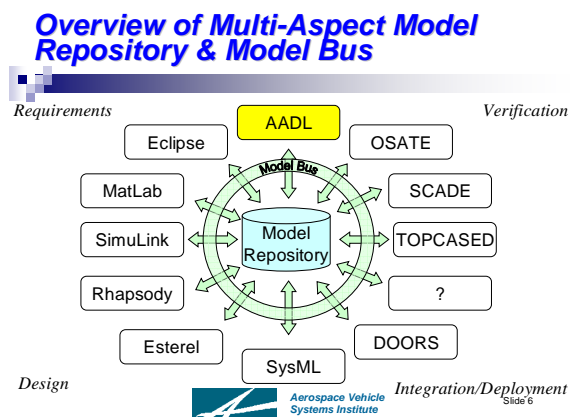 Overview of Multi-Aspect Model
Repository & Model Bus
Requirements
Verification
AADL
Eclipse
OSATE
Model Bus
MatLab
SCADE
SimuLink
Model
Repository
TOPCASED
Rhapsody
?
Esterel
DOORS
SysML
Design
Integration/Deployment
Aerospace Vehicle
Systems Institute
Slide 6